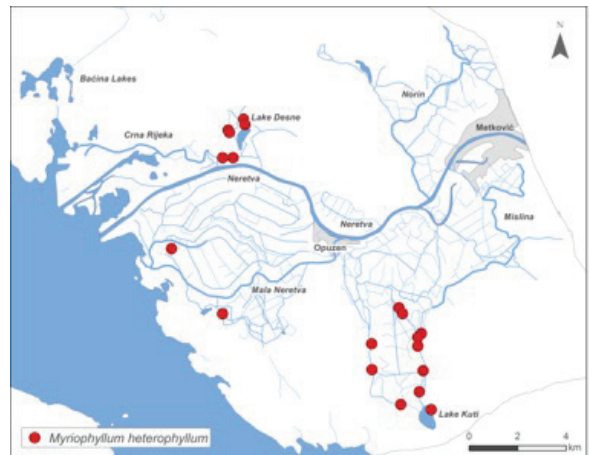 N
Baćina Lakes
Norin
Lake Desne
Metković
Crna Rijeka
Neretva
Mislina
Neretva
Opuzen
Mala Neretva
Lake Kuti
Myriophyllum heterophyllum
0 2 4
km